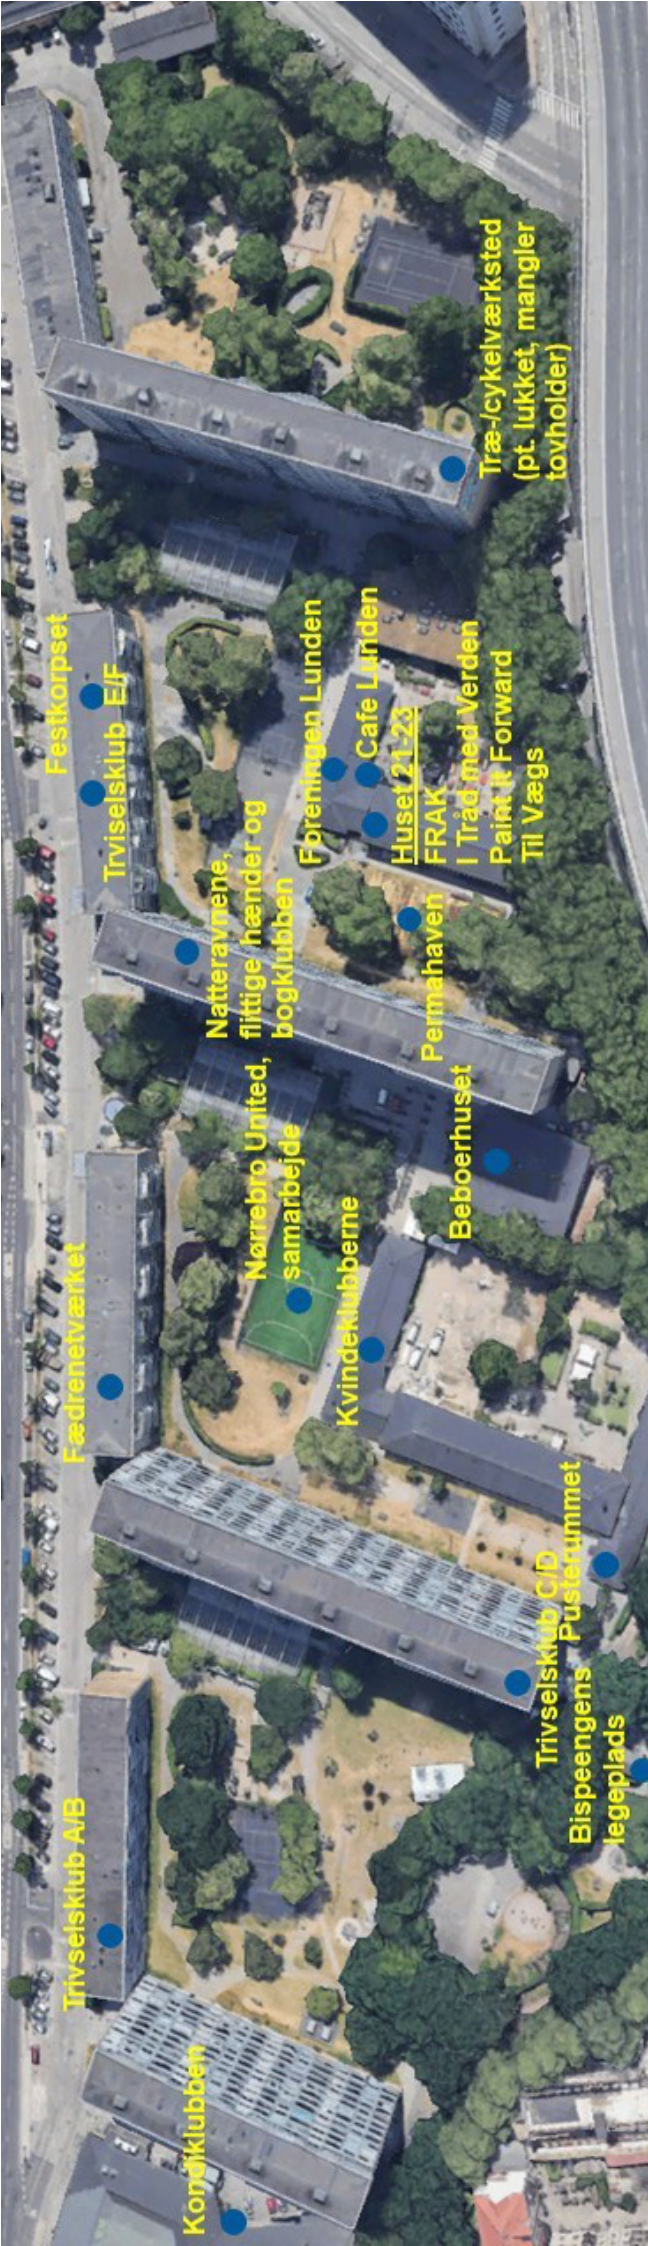 Kondiklubben
Trivselsklub A/B
Bispeengens
legeplads
Trivselsklub C/D
Pusterummet
Fædrenetværket
Kvindeklubberne
Nørrebro United,
samarbejde
Beboerhuset
Permahaven
Natteravnene,
flittige hænder og
bogklubben
Trviselsklub E/F
Festkorpset
Foreningen Lunden
Cafe Lunden
Huset 21-23
FRAK
I Tråd med Verden
Paint it Forward
Til Vægs
Træ-/cykelværksted
(pt. lukket, mangler
tovholder)